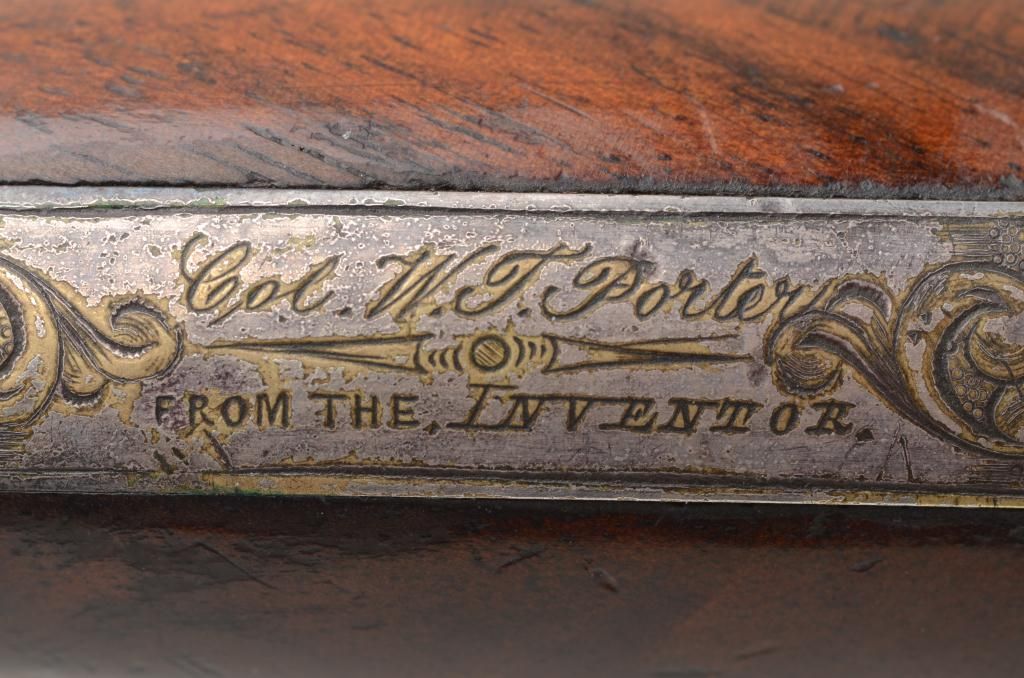 Col. W. T. Porter
FROM THE, INVENTOR.